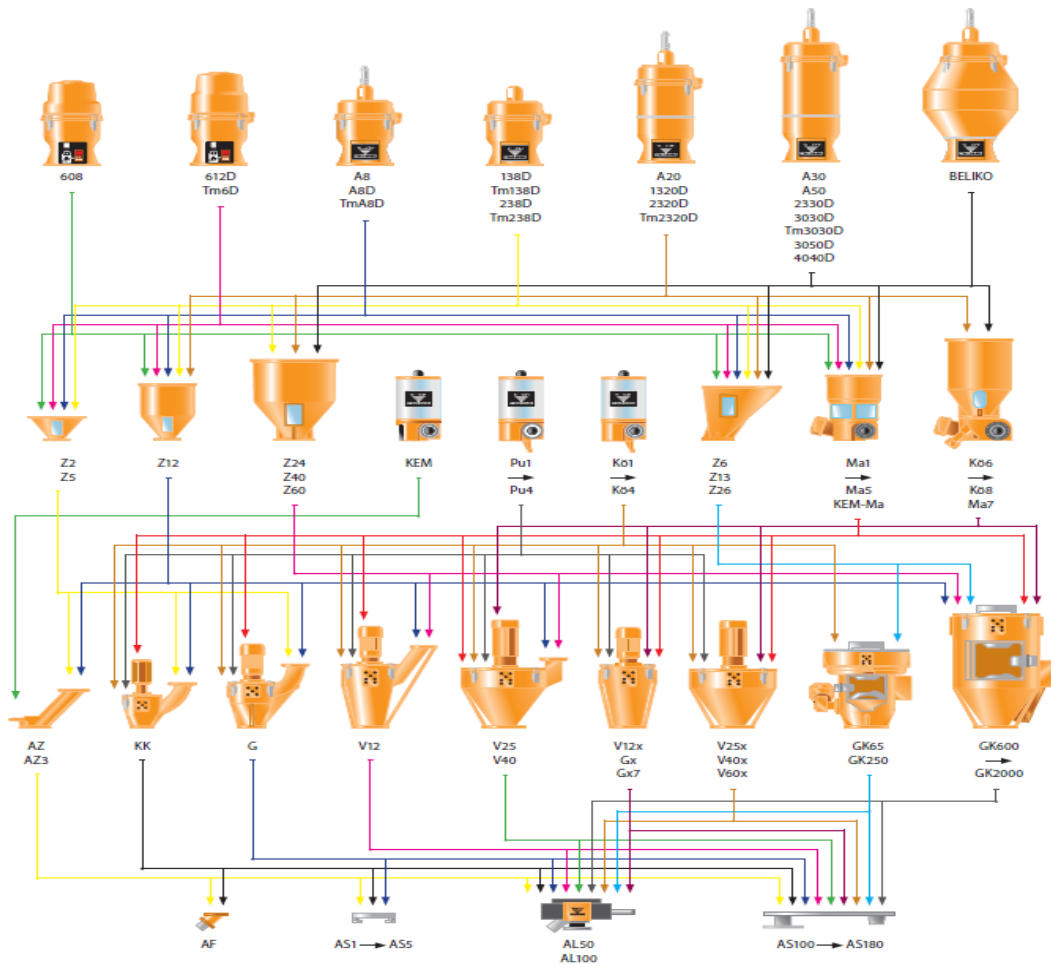 608
612D
Tm6D
A8
A8D
TmA8D
138D
Tm138D
238D
Tm238D
A20
1320D
2320D
Tm2320D
A30
A50
2330D
3030D
Tm3030D
3050D
4040D
BELIKO
Z2
Z5
Z12
Z24
Z40
Z60
KEM
Pu1
→
Pu4
Kö1
→
Kö4
Z6
Z13
Z26
Ma1
→
Ma5
KEM-Ma
Kö6
→
Kö8
Ma7
AZ
AZ3
KK
G
V12
V25
V40
V12x
Gx
Gx7
V25x
V40x
V60x
GK65
GK250
GK600
→
GK2000
AF
AS1 → AS5
AL50
AL100
AS100 → AS180